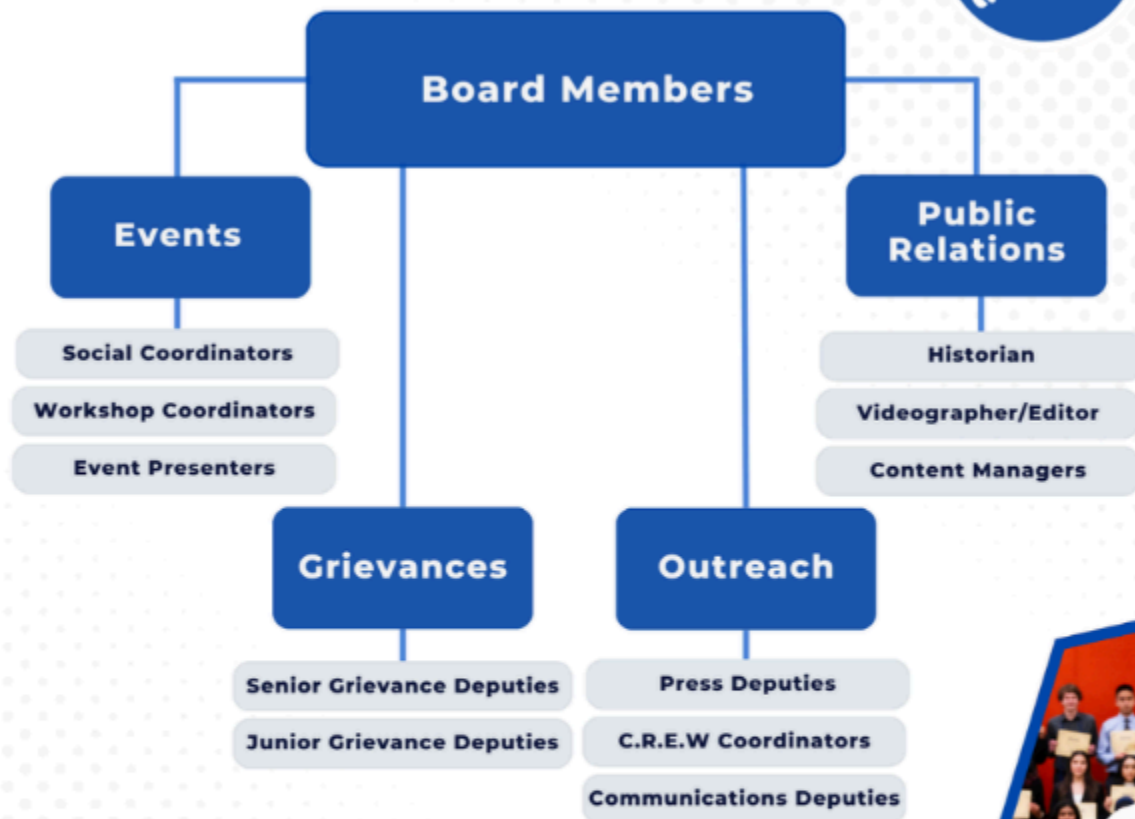 Board Members
Events
Public
Relations
Social Coordinators
Workshop Coordinators
Event Presenters
Historian
Videographer/Editor
Content Managers
Grievances
Outreach
Senior Grievance Deputies
Junior Grievance Deputies
Press Deputies
C.R.E.W Coordinators
Communications Deputies